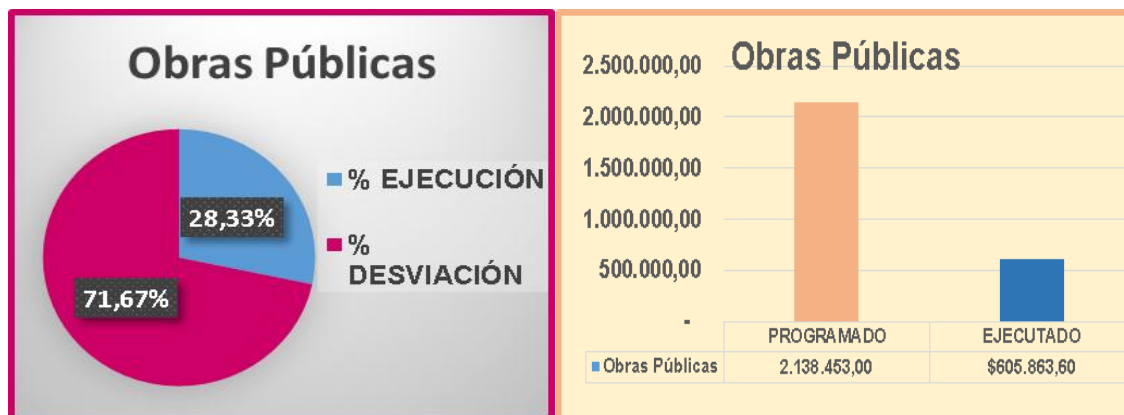 Obras Públicas
28,33%
71,67%
% EJECUCIÓN
%
DESVIACIÓN
Obras Públicas
2.500.000,00
2.000.000,00
1.500.000,00
1.000.000,00
500.000,00
-
PROGRAMADO EJECUTADO
Obras Públicas 2.138.453,00 $605.863,60